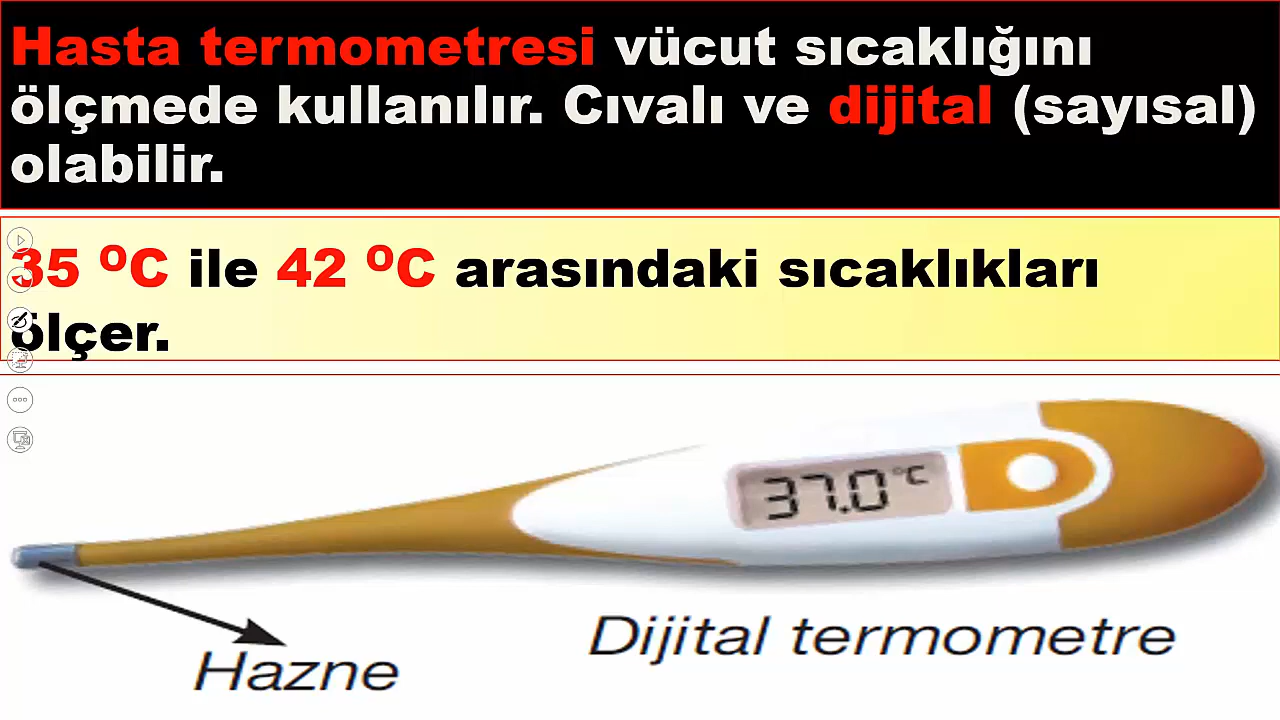 Hasta termometresi vücut sıcaklığını
ölçmede kullanılır. Cıvalı ve dijital (sayısal)
olabilir.
35 ºC ile 42 ºC arasındaki sıcaklıkları
ölçer.
37.0 °C
Dijital termometre
Hazne